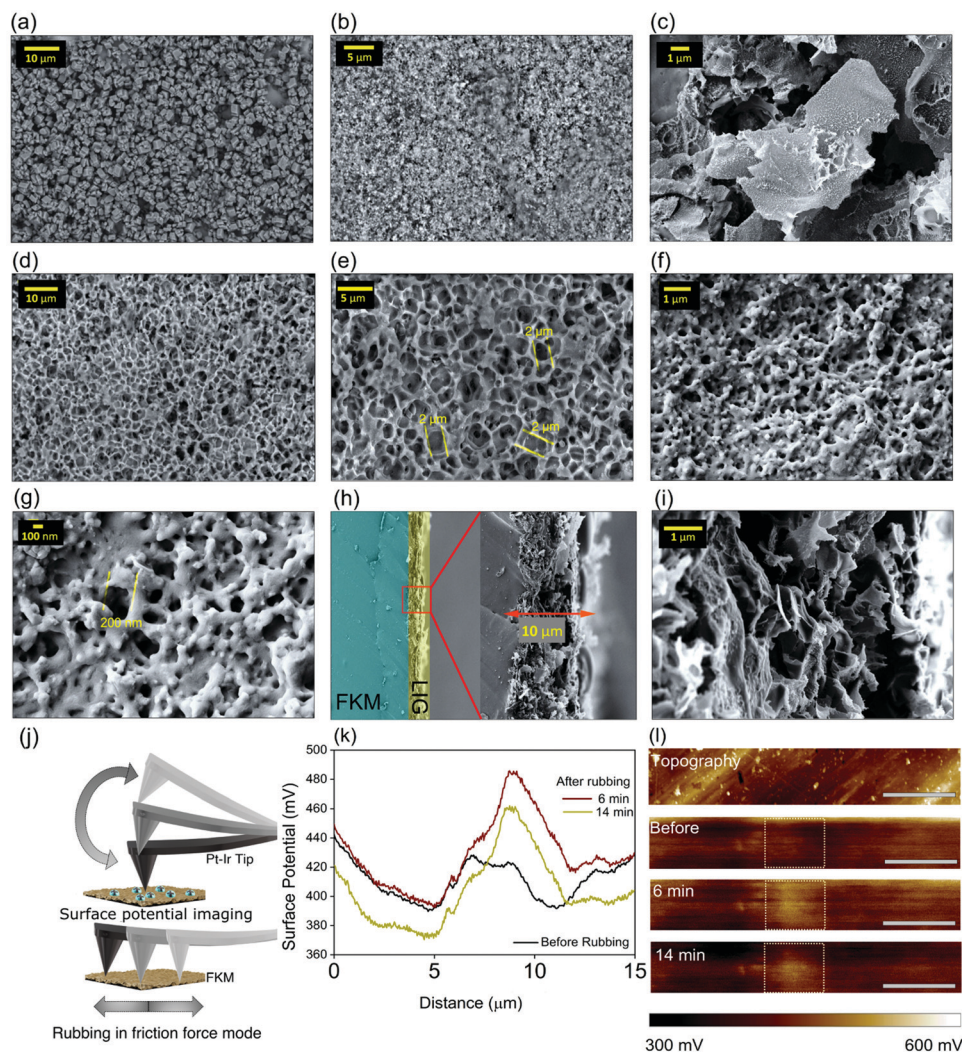 (a)
10 μm
(b)
5 μm
(c)
1 μm
(d)
10 μm
(e)
5 μm
2 μm
2 μm
2 μm
(f)
1 μm
(g)
100 nm
200 nm
(h)
FKM
LIG
10 μm
(i)
1 μm
(j)
Pt-Ir Tip
Surface potential imaging
FKM
Rubbing in friction force mode
(k)
Surface Potential (mV)
500
480
460
440
420
400
380
360
After rubbing
6 min
14 min
Before Rubbing
0 5 10 15
Distance (μm)
(l)
Topography
Before
6 min
14 min
300 mV 600 mV